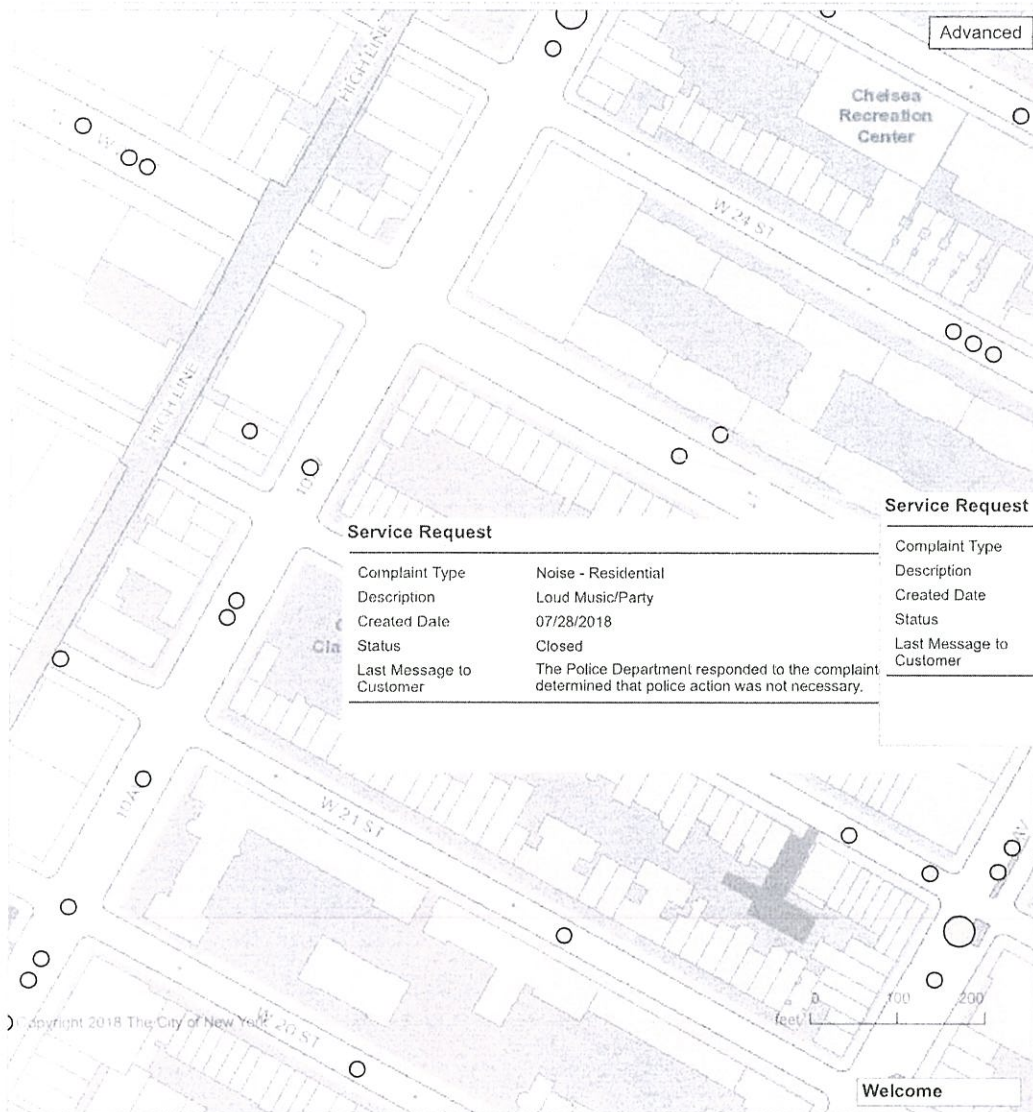 Advanced
HIGH LINE
Chelsea
Recreation
Center
W 24 ST
HIGH LINE
Service Request
Complaint Type Noise - Residential
Description Loud Music/Party
Created Date 07/28/2018
Status Closed
Last Message to Customer The Police Department responded to the complaint
determined that police action was not necessary.
Service Request
Complaint Type
Description
Created Date
Status
Last Message to
Customer
W 21 ST
0 100 200
feet
Copyright 2018 The City of New York
W 20 ST
Welcome